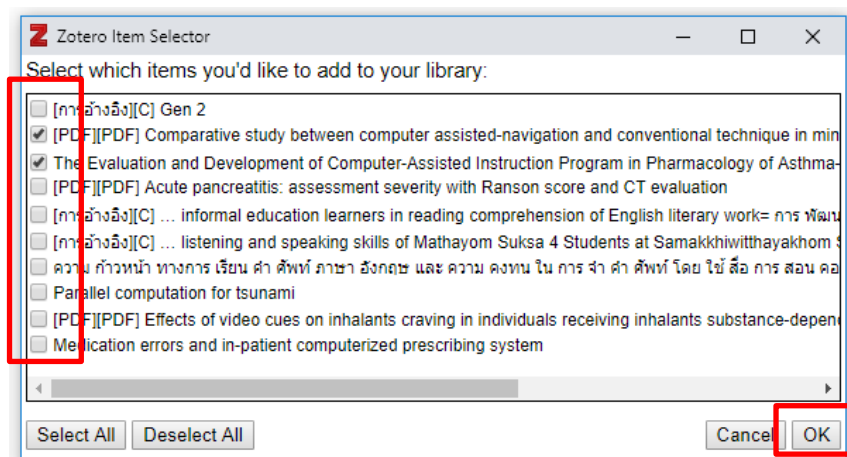 Zotero Item Selector
Select which items you'd like to add to your library:
[การอ้างอิง][C] Gen 2
[PDF][PDF] Comparative study between computer assisted-navigation and conventional technique in min
The Evaluation and Development of Computer-Assisted Instruction Program in Pharmacology of Asthma-
[PDF][PDF] Acute pancreatitis: assessment severity with Ranson score and CT evaluation
[การอ้างอิง][C] … informal education learners in reading comprehension of English literary work= การ พัฒน
[การอ้างอิง][C] … listening and speaking skills of Mathayom Suksa 4 Students at Samakkhiwitthayakhom
ความ ก้าวหน้า ทางการ เรียน คำ ศัพท์ ภาษา อังกฤษ และ ความ คงทน ใน การ จำ คำ ศัพท์ โดย ใช้ สื่อ การ สอน คอ
Parallel computation for tsunami
[PDF][PDF] Effects of video cues on inhalants craving in individuals receiving inhalants substance-depen
Medication errors and in-patient computerized prescribing system
Select All Deselect All Cancel OK